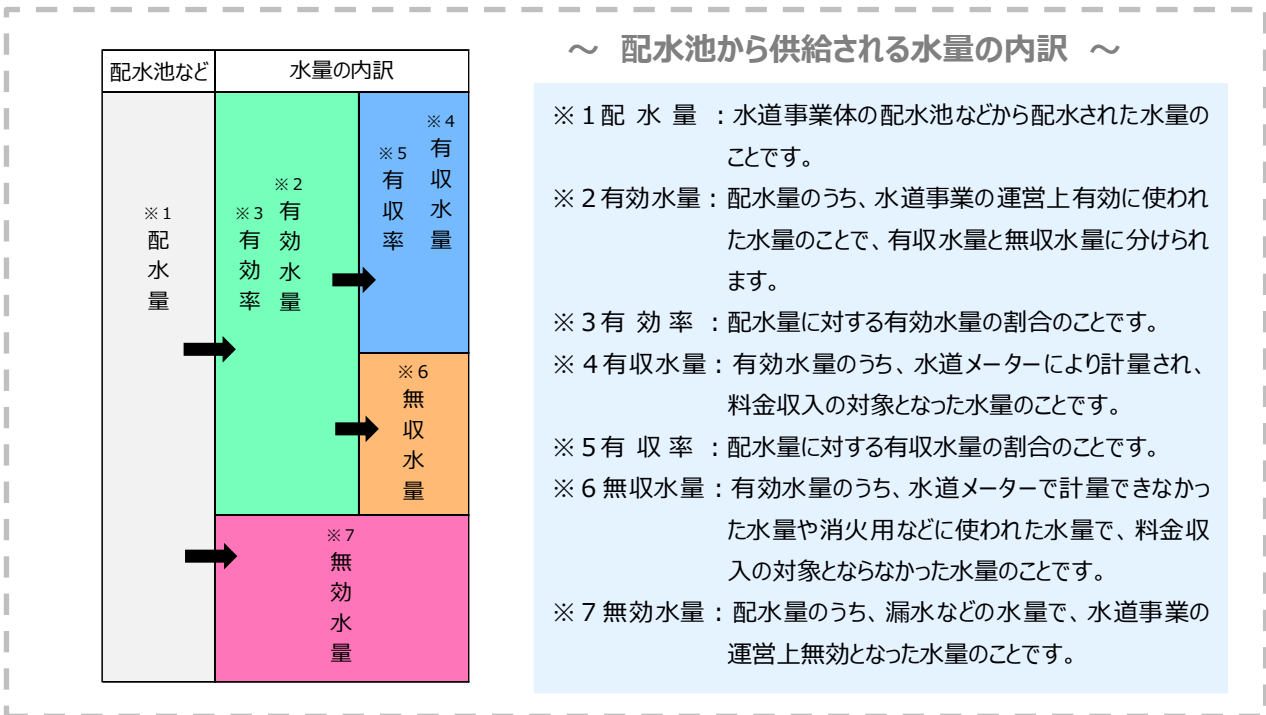 ～ 配水池から供給される水量の内訳 ～
配水池など
水量の内訳
※１
配水量
※３
有効率
※２
有効水量
※５
有収率
※４
有収水量
※６
無収水量
※７
無効水量
※１配 水 量 ：水道事業体の配水池などから配水された水量の
ことです。
※２有効水量：配水量のうち、水道事業の運営上有効に使われ
た水量のことで、有収水量と無収水量に分けられ
ます。
※３有 効 率 ：配水量に対する有効水量の割合のことです。
※４有収水量：有効水量のうち、水道メーターにより計量され、
料金収入の対象となった水量のことです。
※５有 収 率 ：配水量に対する有収水量の割合のことです。
※６無収水量：有効水量のうち、水道メーターで計量できなかっ
た水量や消火用などに使われた水量で、料金収
入の対象とならなかった水量のことです。
※７無効水量：配水量のうち、漏水などの水量で、水道事業の
運営上無効となった水量のことです。